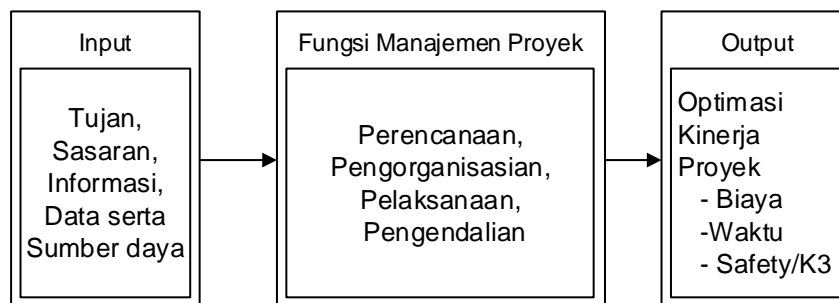 Input
Tujan,
Sasaran,
Informasi,
Data serta
Sumber daya
Fungsi Manajemen Proyek
Perencanaan,
Pengorganisasian,
Pelaksanaan,
Pengendalian
Output
Optimasi
Kinerja
Proyek
- Biaya
-Waktu
- Safety/K3